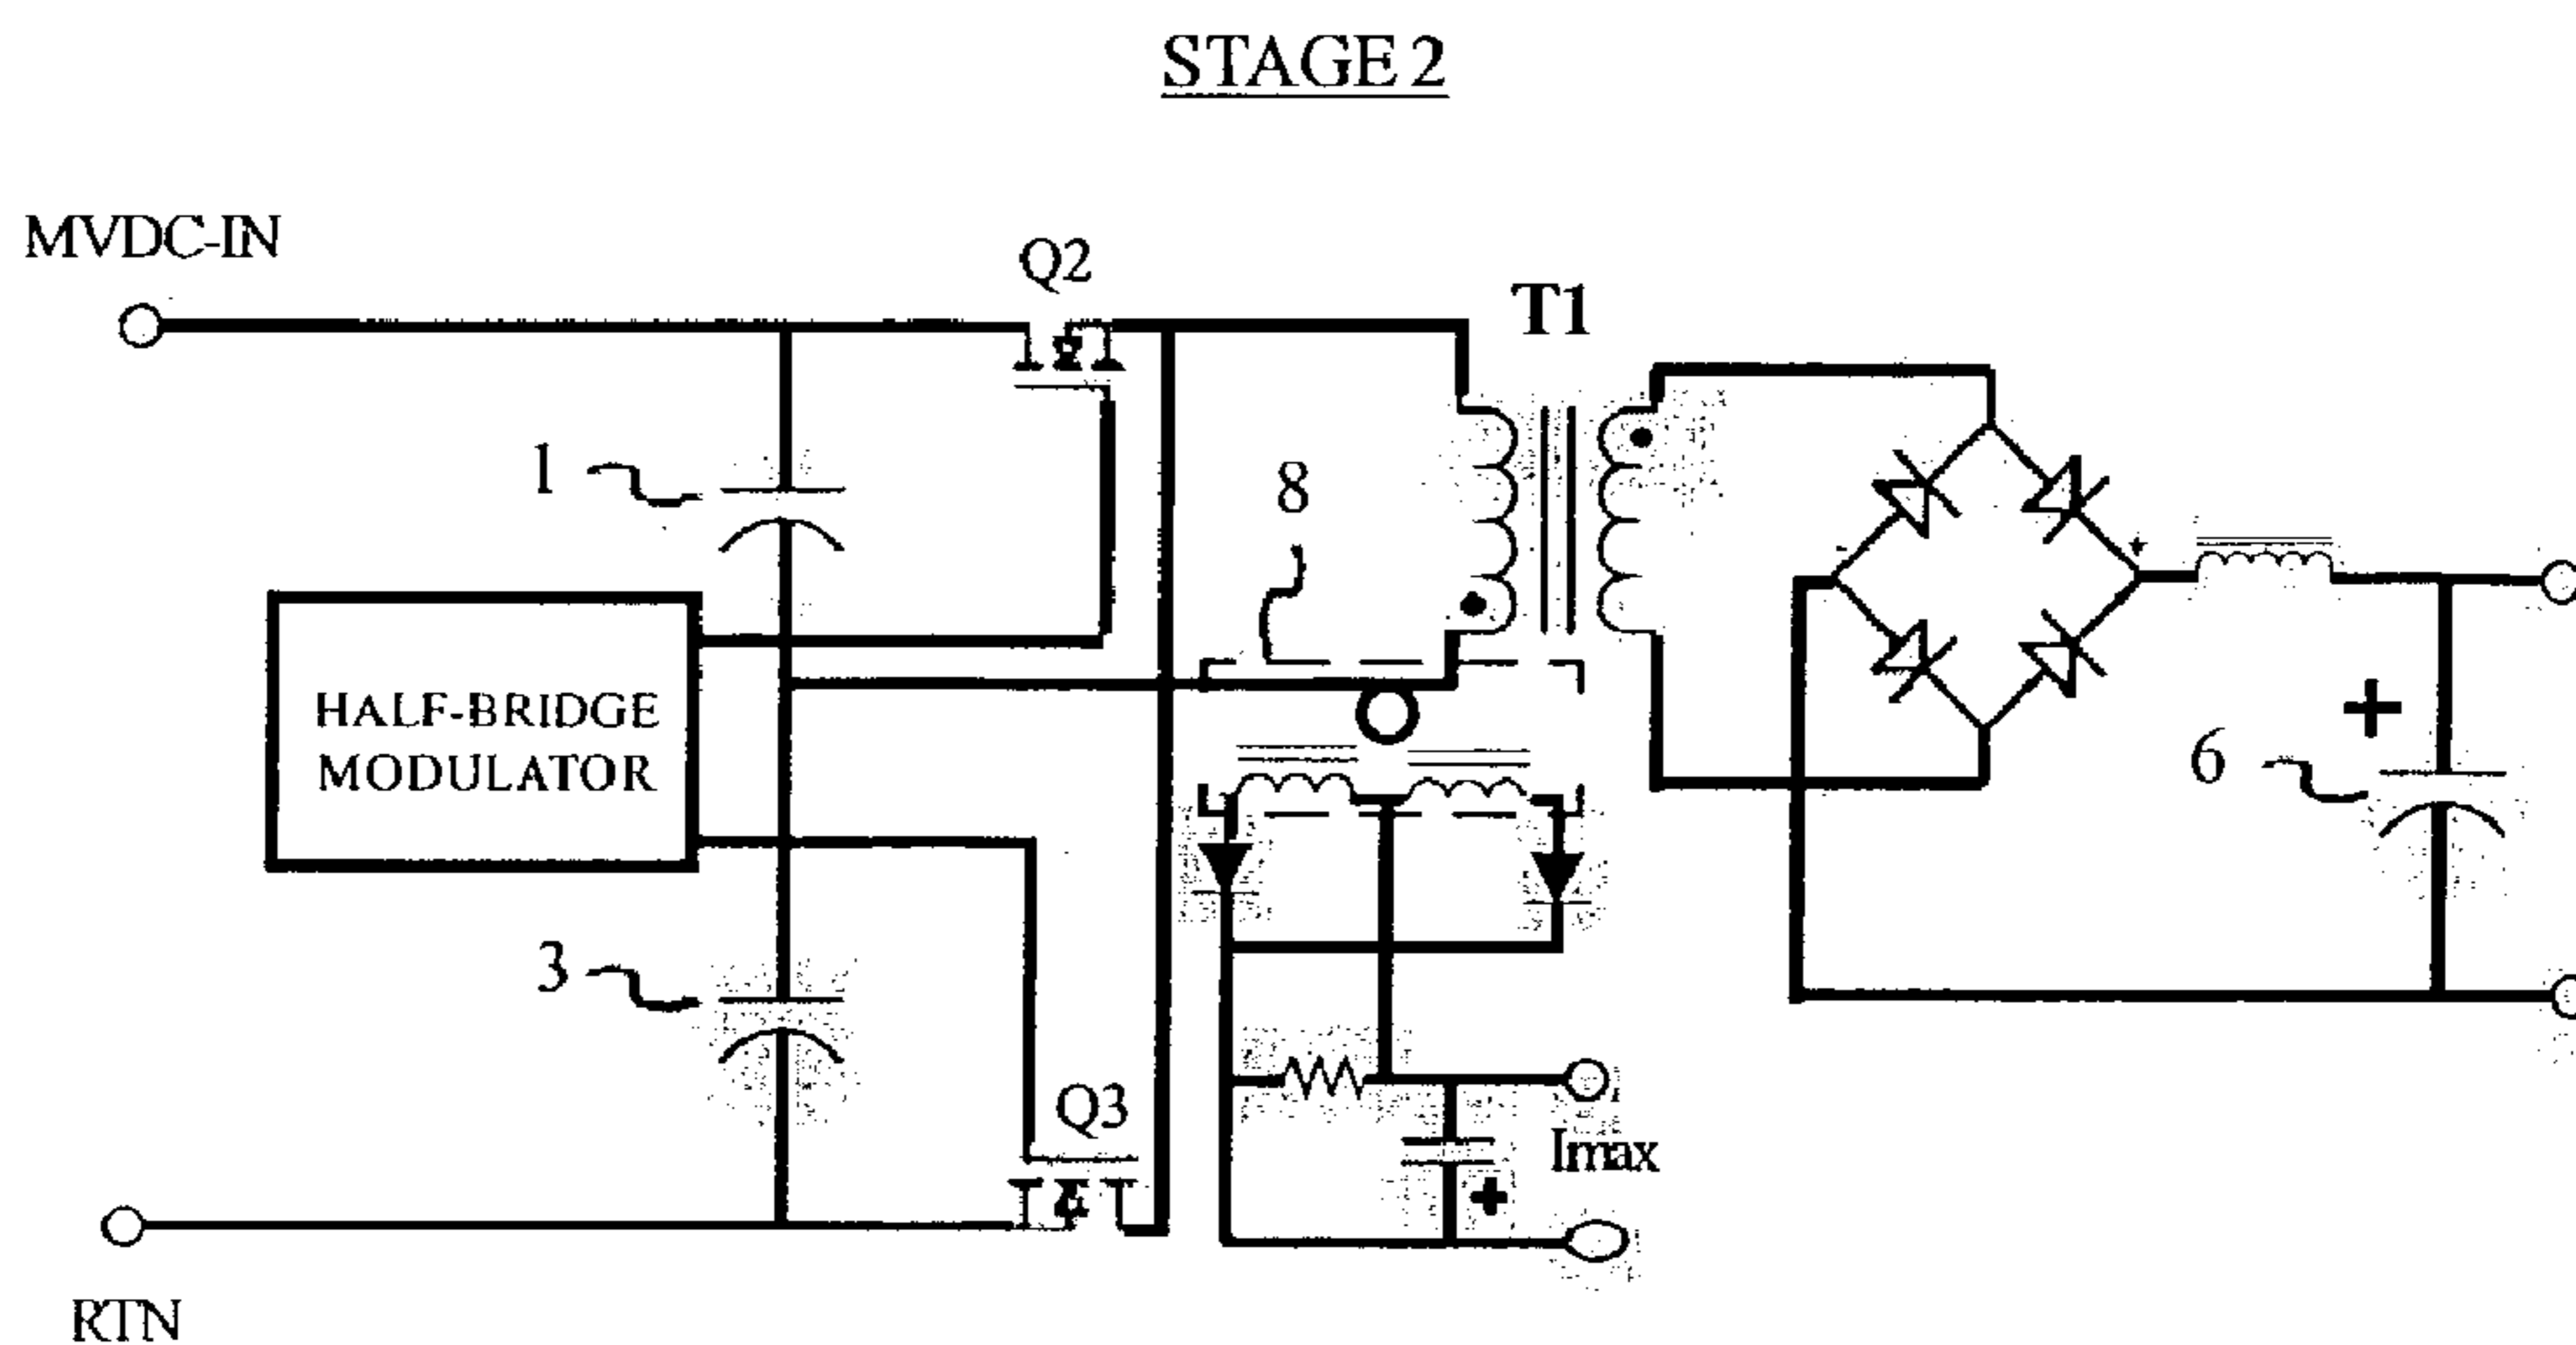 STAGE 2
MVDC-IN
Q2
T1
1
8
-
+
HALF-BRIDGE
MODULATOR
+
6
3
Q3
Imax
+
RTN